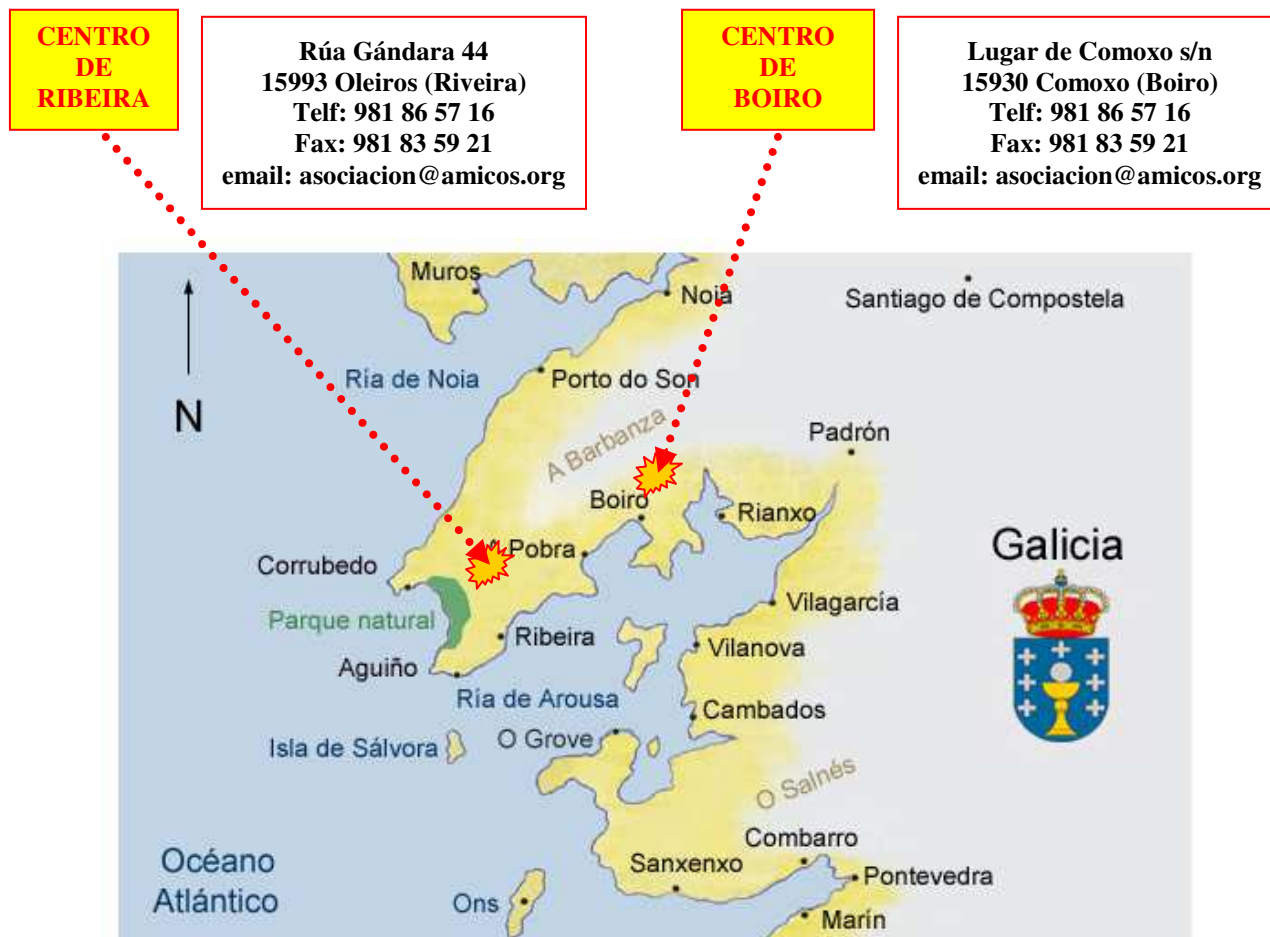 CENTRO
DE
RIBEIRA
Rúa Gándara 44
15993 Oleiros (Riveira)
Telf: 981 86 57 16
Fax: 981 83 59 21
email: asociacion@amicos.org
CENTRO
DE
BOIRO
Lugar de Comoxo s/n
15930 Comoxo (Boiro)
Telf: 981 86 57 16
Fax: 981 83 59 21
email: asociacion@amicos.org
Muros
Noia
Santiago de Compostela
Ría de Noia
Porto do Son
N
A Barbanza
Padrón
Boiro
Rianxo
Pobra
Galicia
Corrubedo
Vilagarcía
Parque natural
Ribeira
Vilanova
Aguiño
Ría de Arousa
Cambados
Isla de Sálvora
O Grove
O Salnés
Combarro
Océano
Atlántico
Sanxenxo
Pontevedra
Ons
Marín